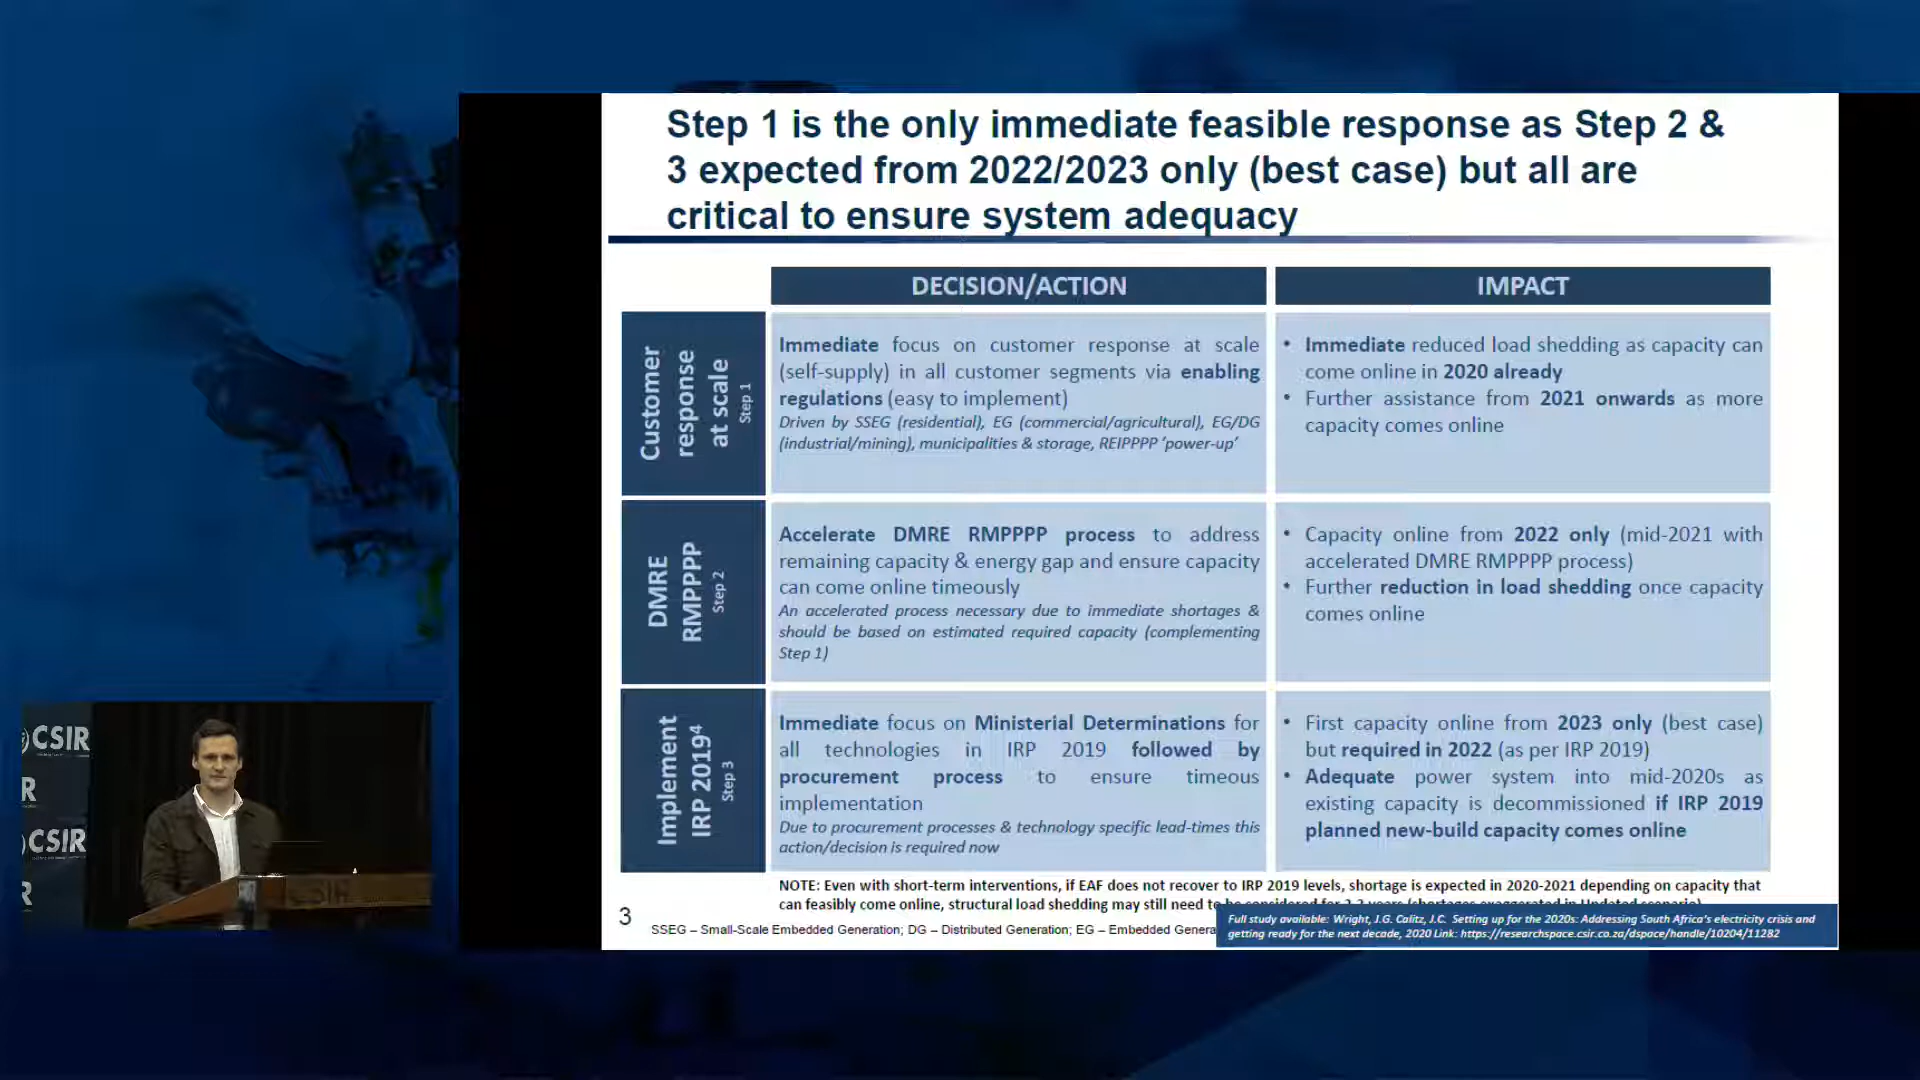 Step 1 is the only immediate feasible response as Step 2 &
3 expected from 2022/2023 only (best case) but all are
critical to ensure system adequacy
DECISION/ACTION
IMPACT
Customer
response
at scale
Step 1
Immediate focus on customer response at scale
(self-supply) in all customer segments via enabling
regulations (easy to implement)
Driven by SSEG (residential), EG (commercial/agricultural), EG/DG
(industrial/mining), municipalities & storage, REIPPPP 'power-up'
• Immediate reduced load shedding as capacity can
come online in 2020 already
• Further assistance from 2021 onwards as more
capacity comes online
DMRE
RMPPPP
Step 2
Accelerate DMRE RMPPPP process to address
remaining capacity & energy gap and ensure capacity
can come online timeously
An accelerated process necessary due to immediate shortages &
should be based on estimated required capacity (complementing
Step 1)
• Capacity online from 2022 only (mid-2021 with
accelerated DMRE RMPPPP process)
• Further reduction in load shedding once capacity
comes online
Implement
IRP 2019⁴
Step 3
Immediate focus on Ministerial Determinations for
all technologies in IRP 2019 followed by
procurement process to ensure timeous
implementation
Due to procurement processes & technology specific lead-times this
action/decision is required now
• First capacity online from 2023 only (best case)
but required in 2022 (as per IRP 2019)
• Adequate power system into mid-2020s as
existing capacity is decommissioned if IRP 2019
planned new-build capacity comes online
NOTE: Even with short-term interventions, if EAF does not recover to IRP 2019 levels, shortage is expected in 2020-2021 depending on capacity that
can feasibly come online, structural load shedding may still need to
3
SSEG – Small-Scale Embedded Generation; DG – Distributed Generation; EG – Embedded Genera
Full study available: Wright, J.G. Calitz, J.C. Setting up for the 2020s: Addressing South Africa's electricity crisis and
getting ready for the next decade, 2020 Link: https://researchspace.csir.co.za/dspace/handle/10204/11282
CSIR
R
CSIR
R
CSIR